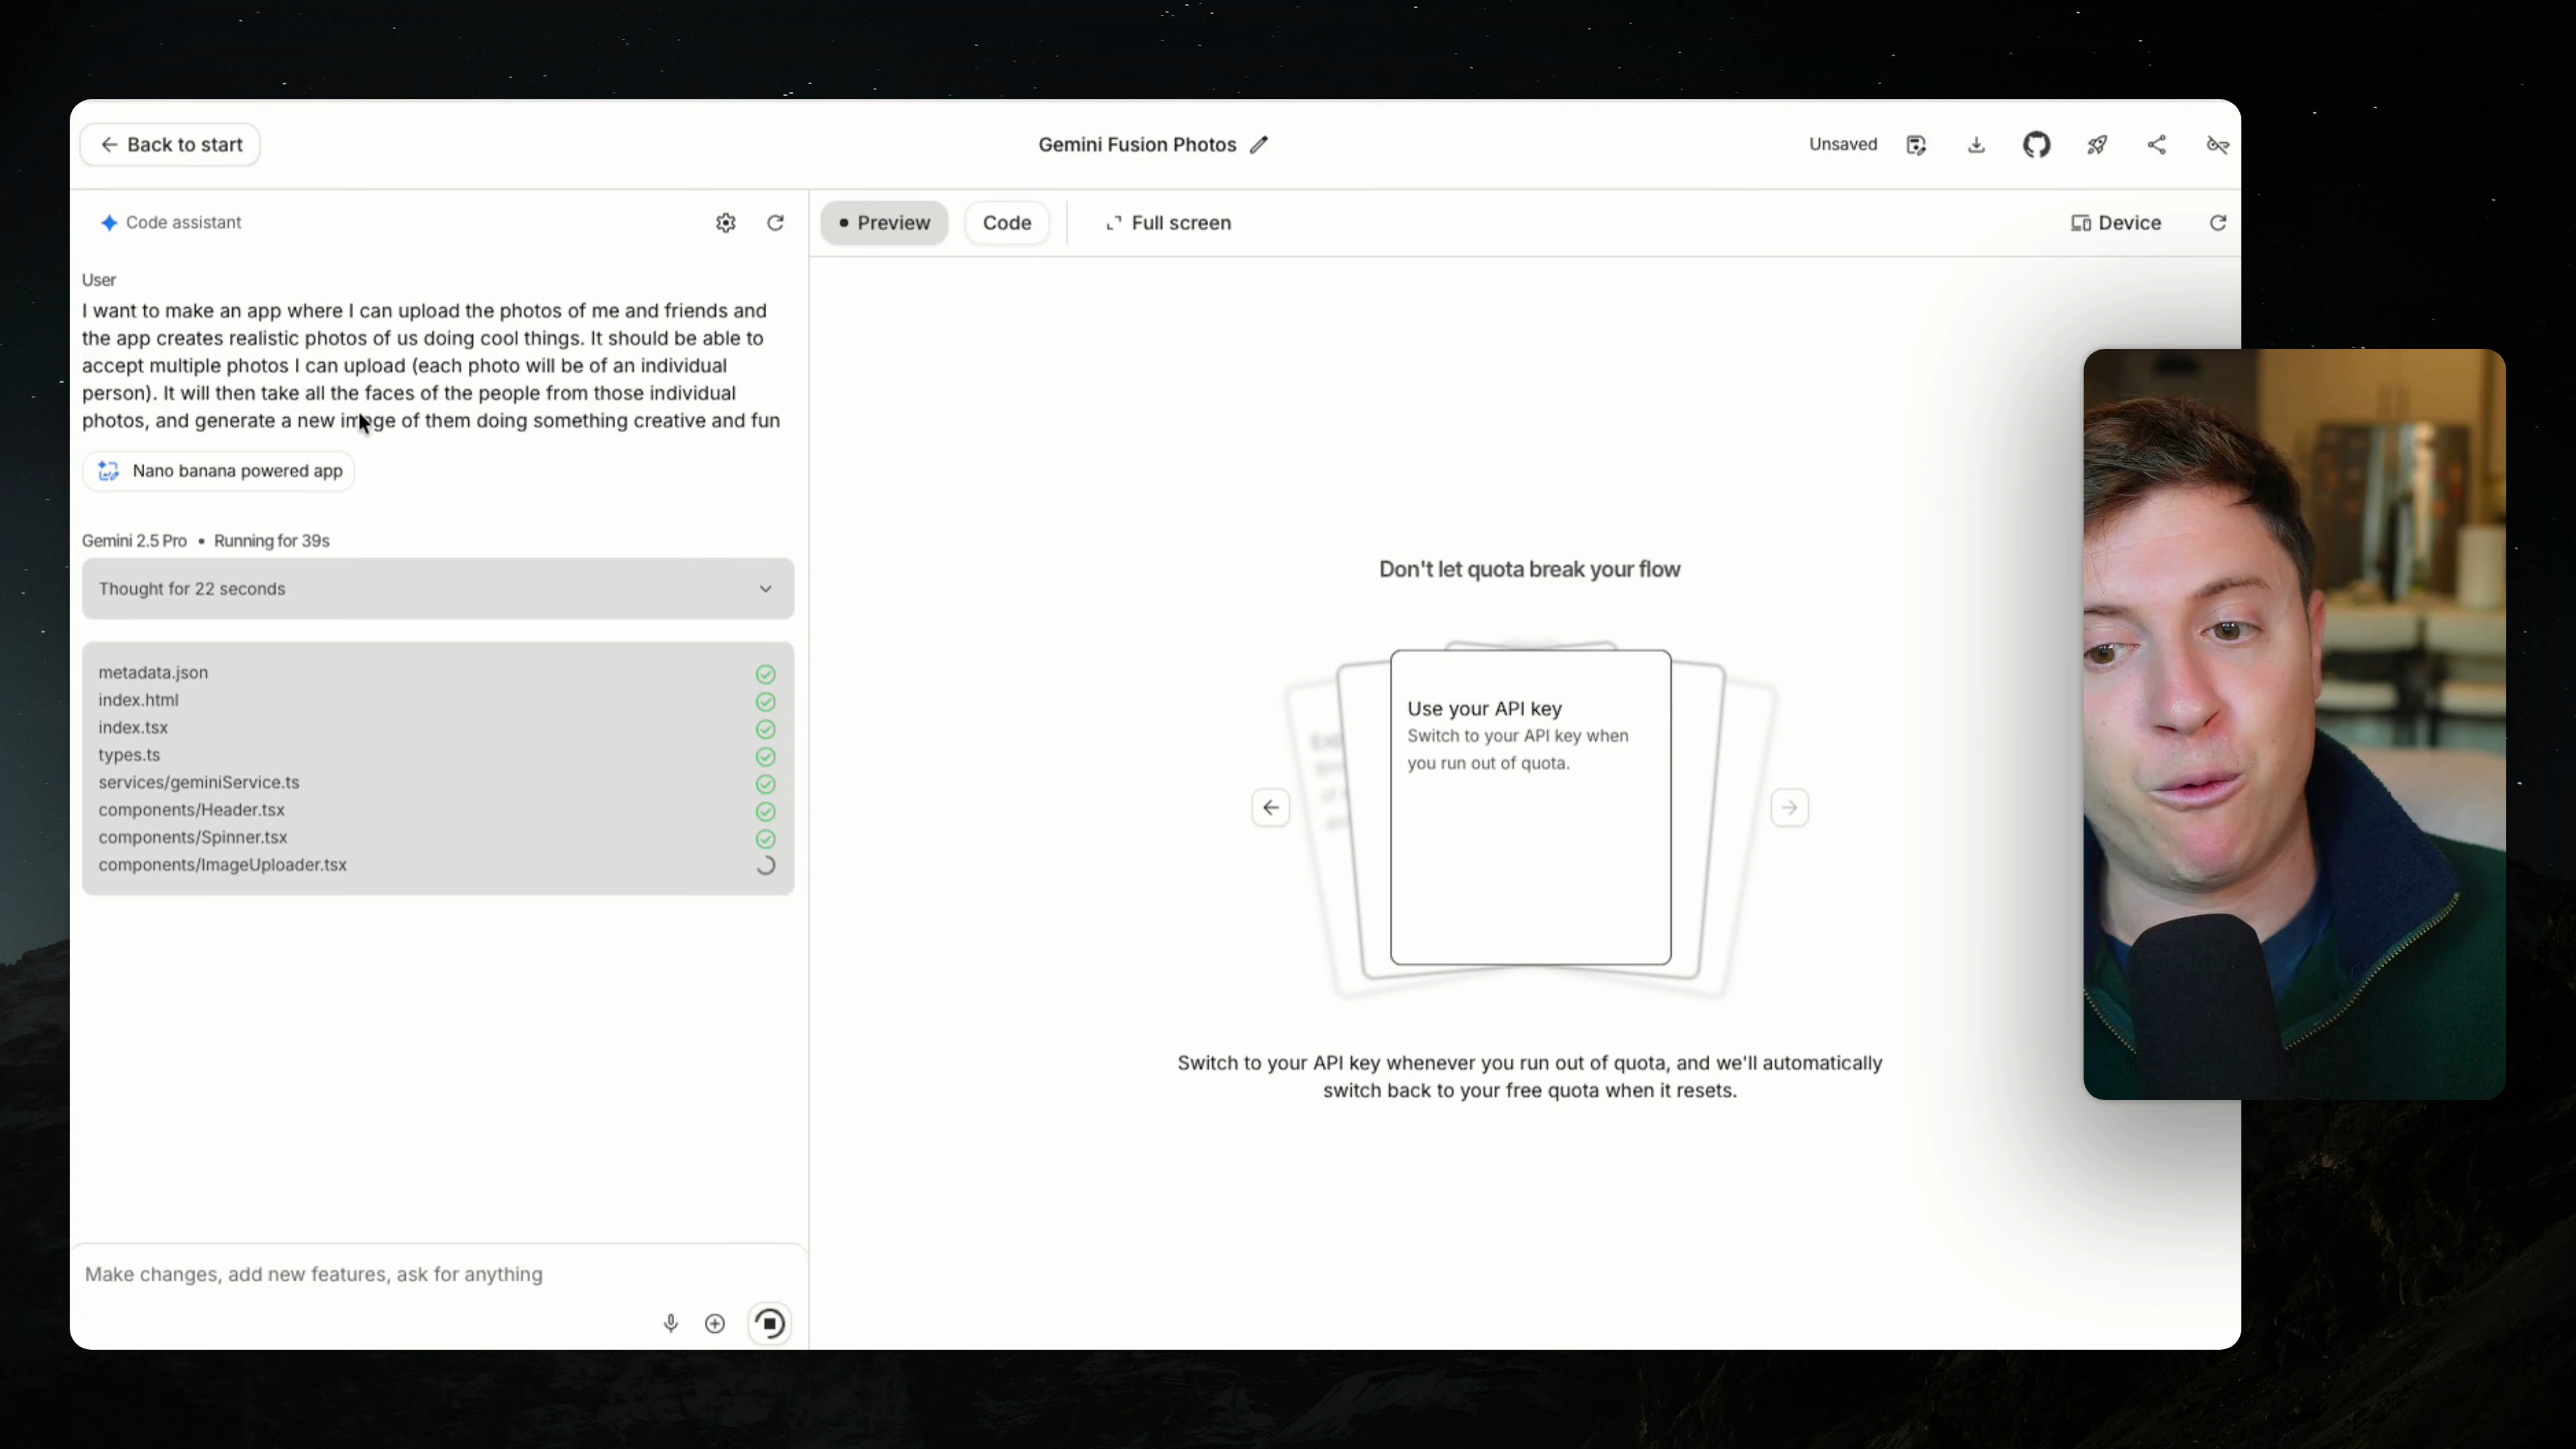 Back to start
Gemini Fusion Photos
Unsaved
Code assistant
Preview
Code
Full screen
Device
User
I want to make an app where I can upload the photos of me and friends and
the app creates realistic photos of us doing cool things. It should be able to
accept multiple photos I can upload (each photo will be of an individual
person). It will then take all the faces of the people from those individual
photos, and generate a new image of them doing something creative and fun
Nano banana powered app
Gemini 2.5 Pro • Running for 39s
Thought for 22 seconds
metadata.json
index.html
index.tsx
types.ts
services/geminiService.ts
components/Header.tsx
components/Spinner.tsx
components/ImageUploader.tsx
Make changes, add new features, ask for anything
Don't let quota break your flow
Use your API key
Switch to your API key when
you run out of quota.
Switch to your API key whenever you run out of quota, and we'll automatically
switch back to your free quota when it resets.